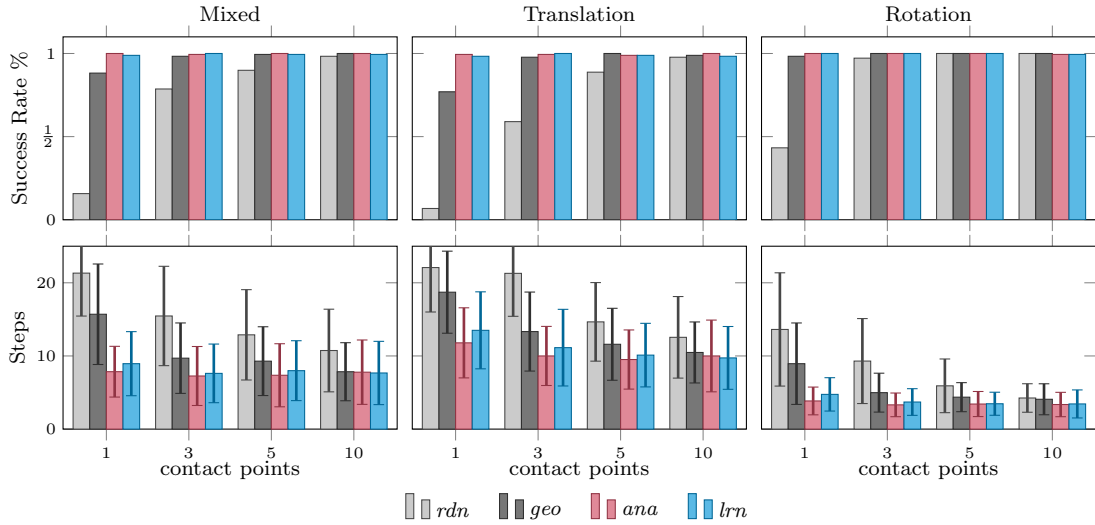 Mixed Translation Rotation
Success Rate %
1
1/2
0
Steps
20
10
0
1 3 5 10 1 3 5 10 1 3 5 10
contact points contact points contact points
rdn geo ana lrn